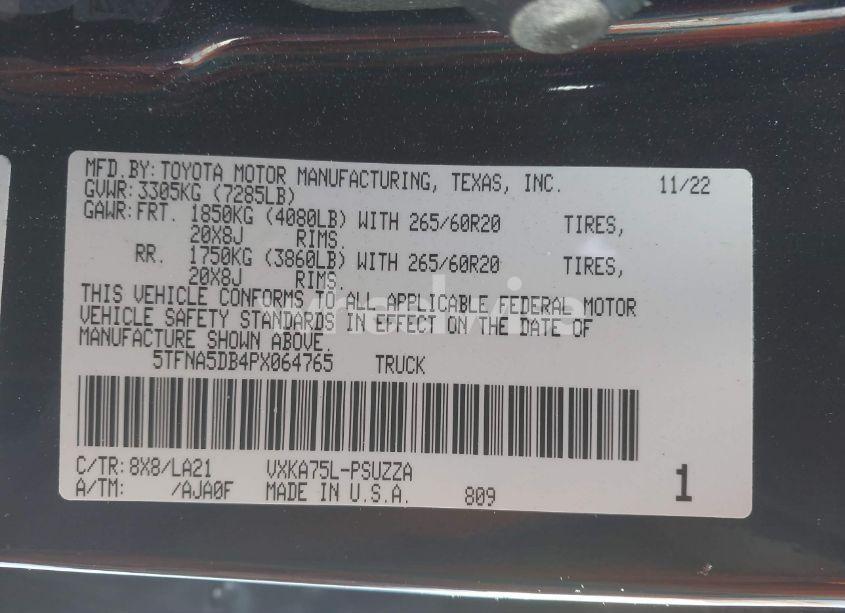 MFD.BY: TOYOTA MOTOR MANUFACTURING, TEXAS, INC. 11/22
GVWR: 3305KG (7285LB)
GAWR: FRT. 1850KG (4080LB) WITH 265/60R20 TIRES,
20X8J RIMS.
RR. 1750KG (3860LB) WITH 265/60R20 TIRES,
20X8J RIMS.
THIS VEHICLE CONFORMS TO ALL APPLICABLE FEDERAL MOTOR
VEHICLE SAFETY STANDARDS IN EFFECT ON THE DATE OF
MANUFACTURE SHOWN ABOVE.
5TFNA5DB4PX064765 TRUCK
C/TR: 8X8/LA21 VXKA75L-PSUZZA
A/TM: /AJA0F MADE IN U.S.A. 809 1